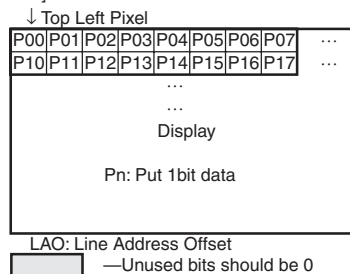 ↓ Top Left Pixel
P00 P01 P02 P03 P04 P05 P06 P07 ...
P10 P11 P12 P13 P14 P15 P16 P17 ...
...
...
Display
Pn: Put 1bit data
LAO: Line Address Offset
—Unused bits should be 0